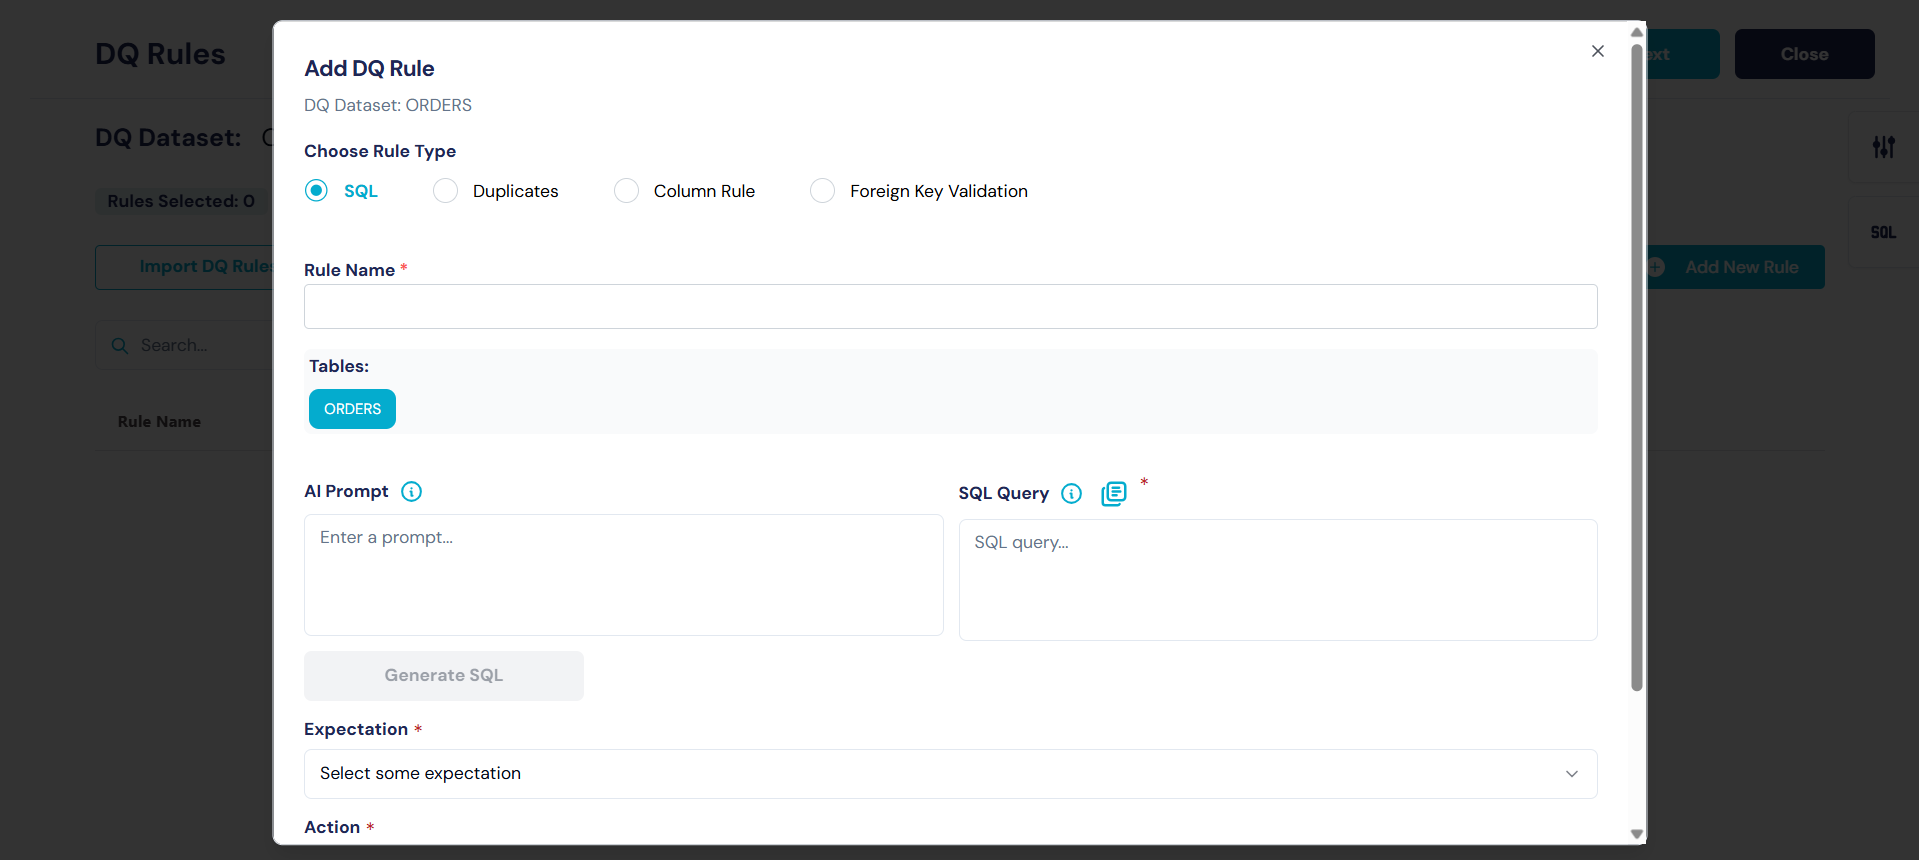 DQ Rules
Close
Add DQ Rule
DQ Dataset: ORDERS
DQ Dataset:
Choose Rule Type
SQL
Duplicates
Column Rule
Foreign Key Validation
Rules Selected: 0
SQL
Import DQ Rules
Add New Rule
Rule Name *
Search...
Tables:
ORDERS
Rule Name
AI Prompt
SQL Query *
Enter a prompt...
SQL query...
Generate SQL
Expectation *
Select some expectation
Action *